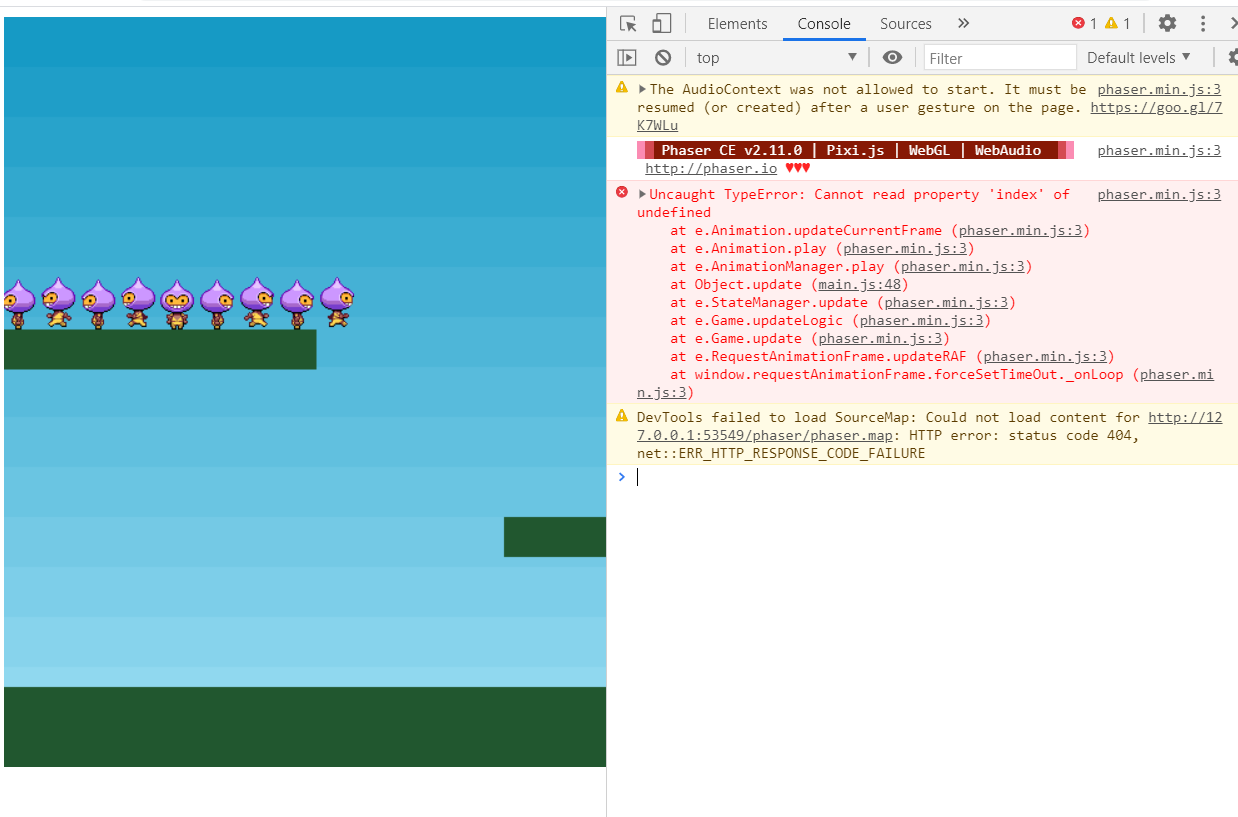 Elements Console Sources » 1 1
top Filter Default levels ▼
The AudioContext was not allowed to start. It must be phaser.min.js:3
resumed (or created) after a user gesture on the page. https://goo.gl/7
K7WLu
Phaser CE v2.11.0 | Pixi.js | WebGL | WebAudio phaser.min.js:3
http://phaser.io ♥♥♥
Uncaught TypeError: Cannot read property 'index' of phaser.min.js:3
undefined
at e.Animation.updateCurrentFrame (phaser.min.js:3)
at e.Animation.play (phaser.min.js:3)
at e.AnimationManager.play (phaser.min.js:3)
at Object.update (main.js:48)
at e.StateManager.update (phaser.min.js:3)
at e.Game.updateLogic (phaser.min.js:3)
at e.Game.update (phaser.min.js:3)
at e.RequestAnimationFrame.updateRAF (phaser.min.js:3)
at window.requestAnimationFrame.forceSetTimeOut._onLoop (phaser.mi
n.js:3)
DevTools failed to load SourceMap: Could not load content for http://12
7.0.0.1:53549/phaser/phaser.map: HTTP error: status code 404,
net::ERR_HTTP_RESPONSE_CODE_FAILURE